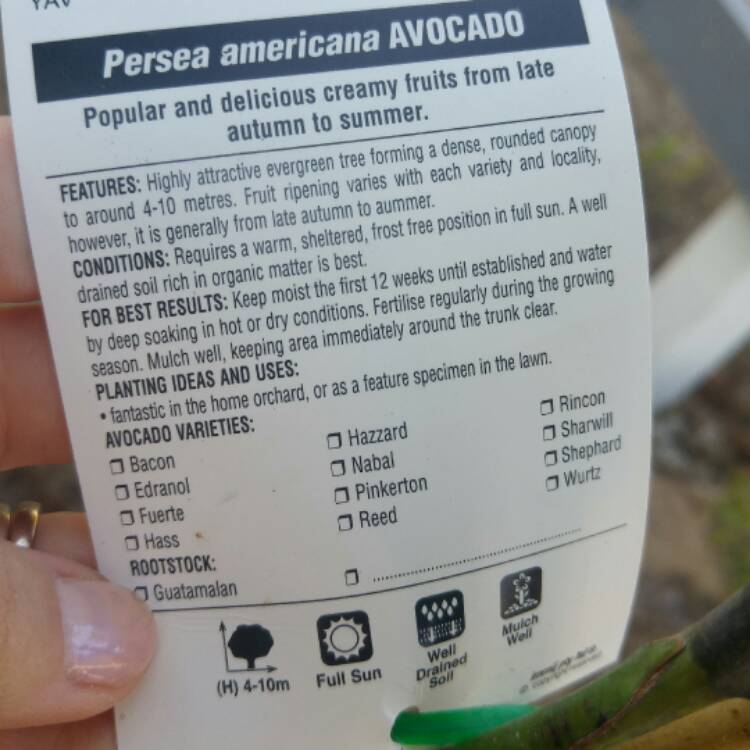 Persea americana AVOCADO
Popular and delicious creamy fruits from late
autumn to summer.
FEATURES: Highly attractive evergreen tree forming a dense, rounded canopy
to around 4-10 metres. Fruit ripening varies with each variety and locality,
however, it is generally from late autumn to aummer.
CONDITIONS: Requires a warm, sheltered, frost free position in full sun. A well
drained soil rich in organic matter is best.
FOR BEST RESULTS: Keep moist the first 12 weeks until established and water
by deep soaking in hot or dry conditions. Fertilise regularly during the growing
season. Mulch well, keeping area immediately around the trunk clear.
PLANTING IDEAS AND USES:
• fantastic in the home orchard, or as a feature specimen in the lawn.
AVOCADO VARIETIES:
Bacon
Edranol
Fuerte
Hass
Hazzard
Nabal
Pinkerton
Reed
Rincon
Sharwill
Shephard
Wurtz
ROOTSTOCK:
Guatamalan
(H) 4-10m
Full Sun
Well
Drained
Soil
Mulch
Well